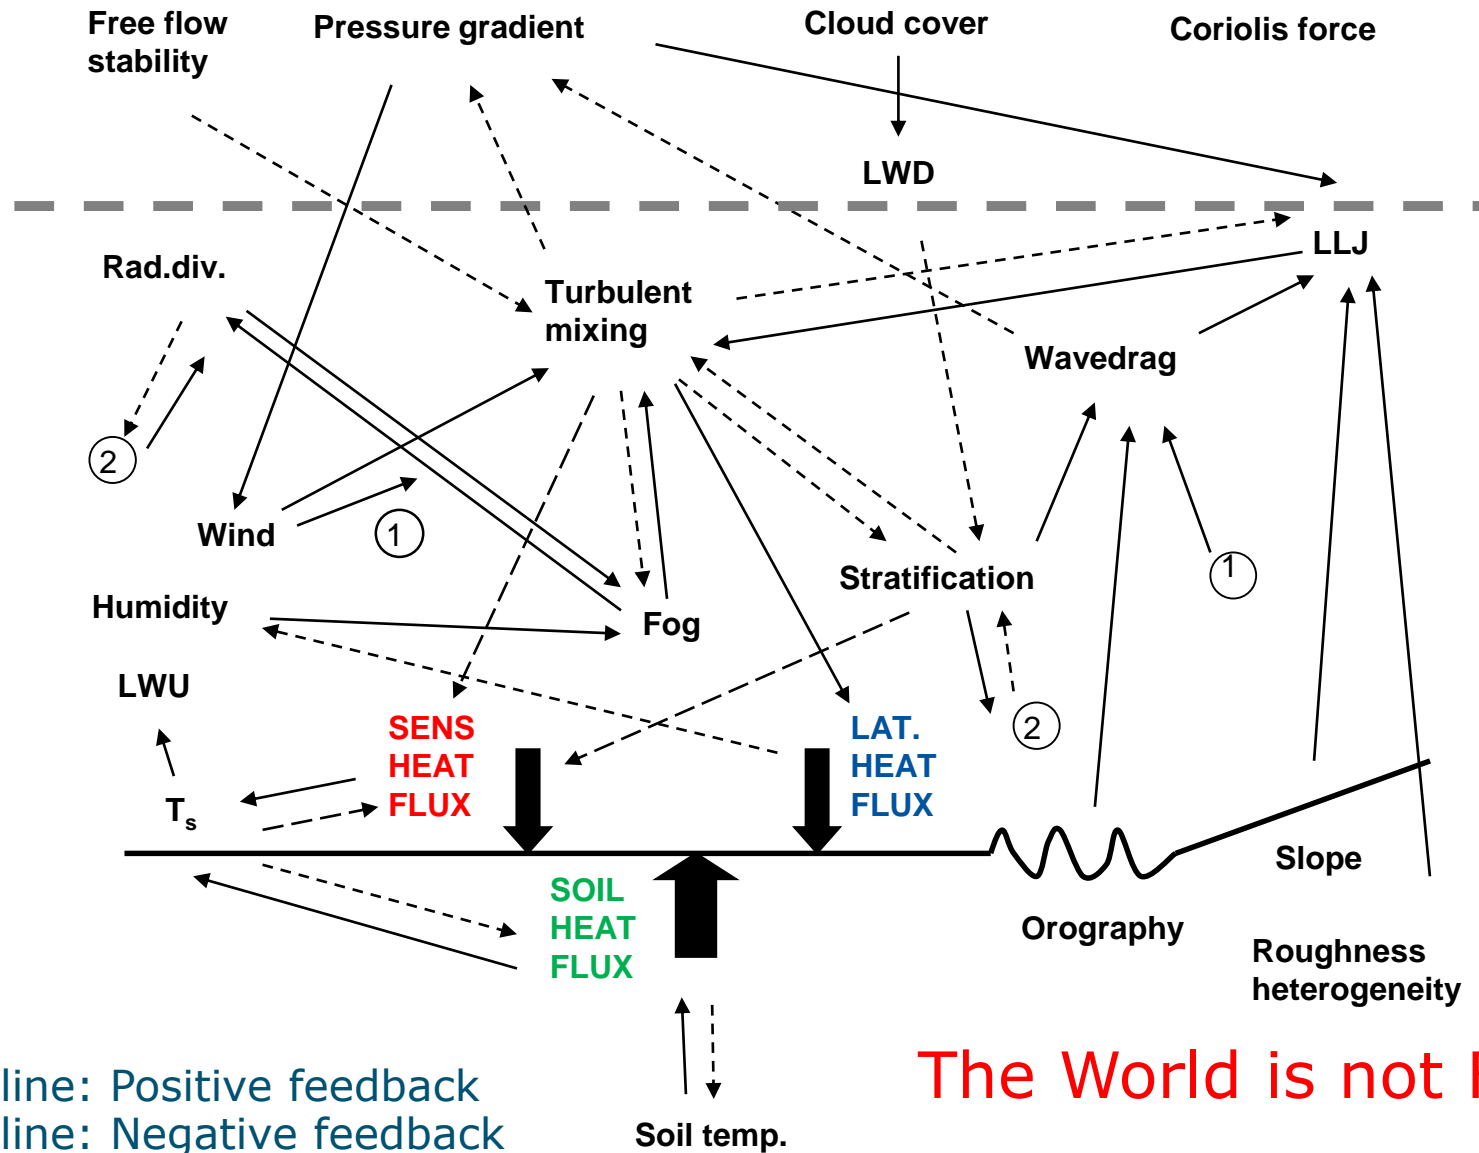 Free flow
stability
Pressure gradient
Cloud cover
Coriolis force
LWD
LLJ
Rad.div.
Turbulent
mixing
Wavedrag
2
Wind
1
Stratification
1
Humidity
Fog
LWU
SENS
HEAT
FLUX
LAT.
HEAT
FLUX
2
Ts
SOIL
HEAT
FLUX
Slope
Orography
Roughness
heterogeneity
line: Positive feedback
line: Negative feedback
The World is not
Soil temp.